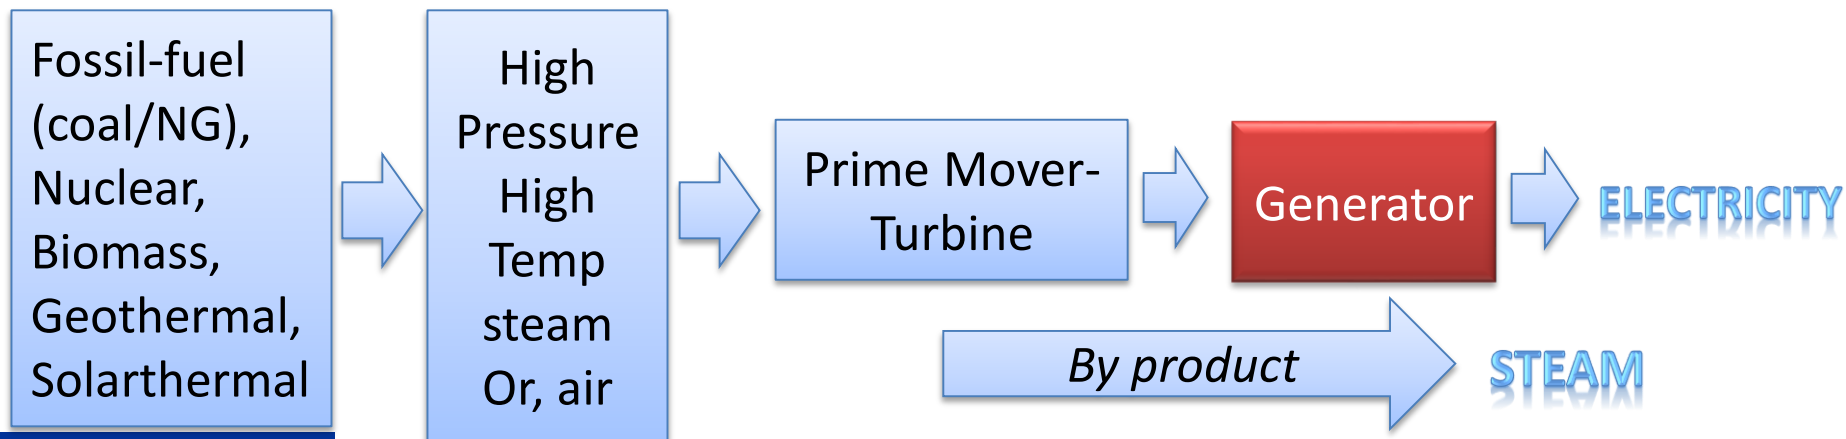 Fossil-fuel
(coal/NG),
Nuclear,
Biomass,
Geothermal,
Solarthermal
High
Pressure
High
Temp
steam
Or, air
Prime Mover-
Turbine
Generator
ELECTRICITY
By product
STEAM